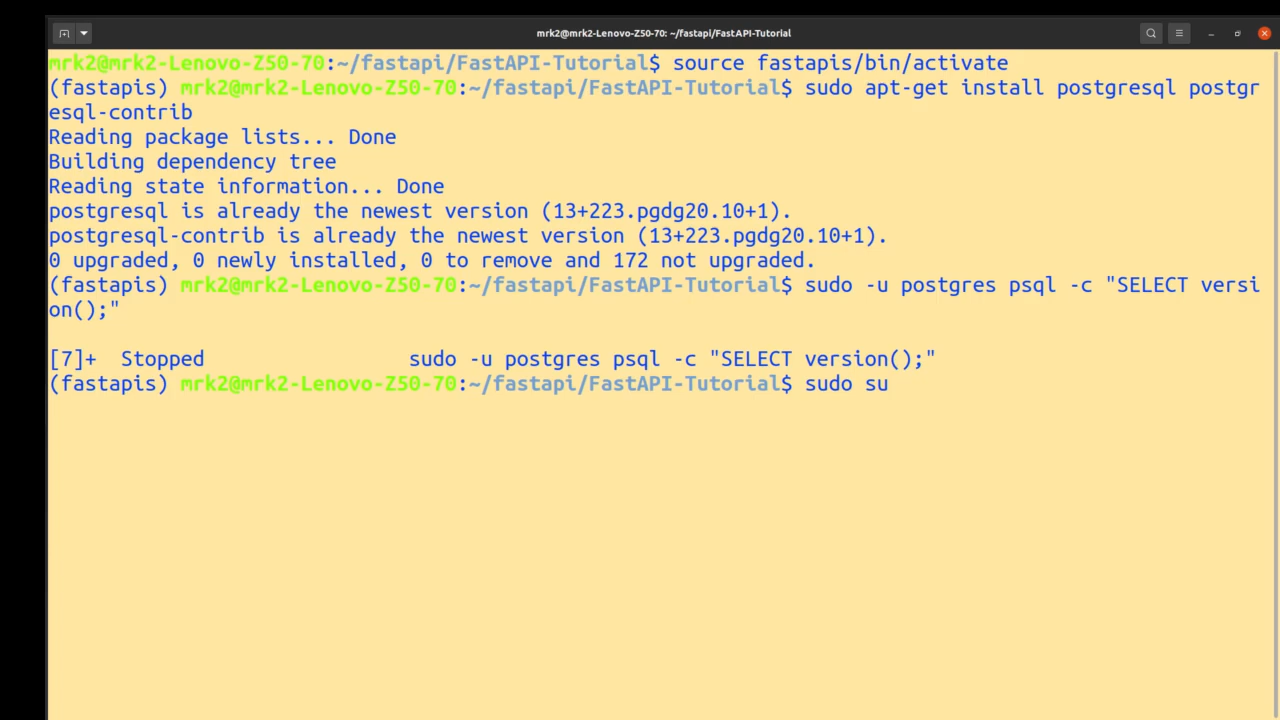 mrk2@mrk2-Lenovo-Z50-70: ~/fastapi/FastAPI-Tutorial
mrk2@mrk2-Lenovo-Z50-70:~/fastapi/FastAPI-Tutorial$ source fastapis/bin/activate
(fastapis) mrk2@mrk2-Lenovo-Z50-70:~/fastapi/FastAPI-Tutorial$ sudo apt-get install postgresql postgr
esql-contrib
Reading package lists... Done
Building dependency tree
Reading state information... Done
postgresql is already the newest version (13+223.pgdg20.10+1).
postgresql-contrib is already the newest version (13+223.pgdg20.10+1).
0 upgraded, 0 newly installed, 0 to remove and 172 not upgraded.
(fastapis) mrk2@mrk2-Lenovo-Z50-70:~/fastapi/FastAPI-Tutorial$ sudo -u postgres psql -c "SELECT versi
on();"
[7]+  Stopped                 sudo -u postgres psql -c "SELECT version();"
(fastapis) mrk2@mrk2-Lenovo-Z50-70:~/fastapi/FastAPI-Tutorial$ sudo su